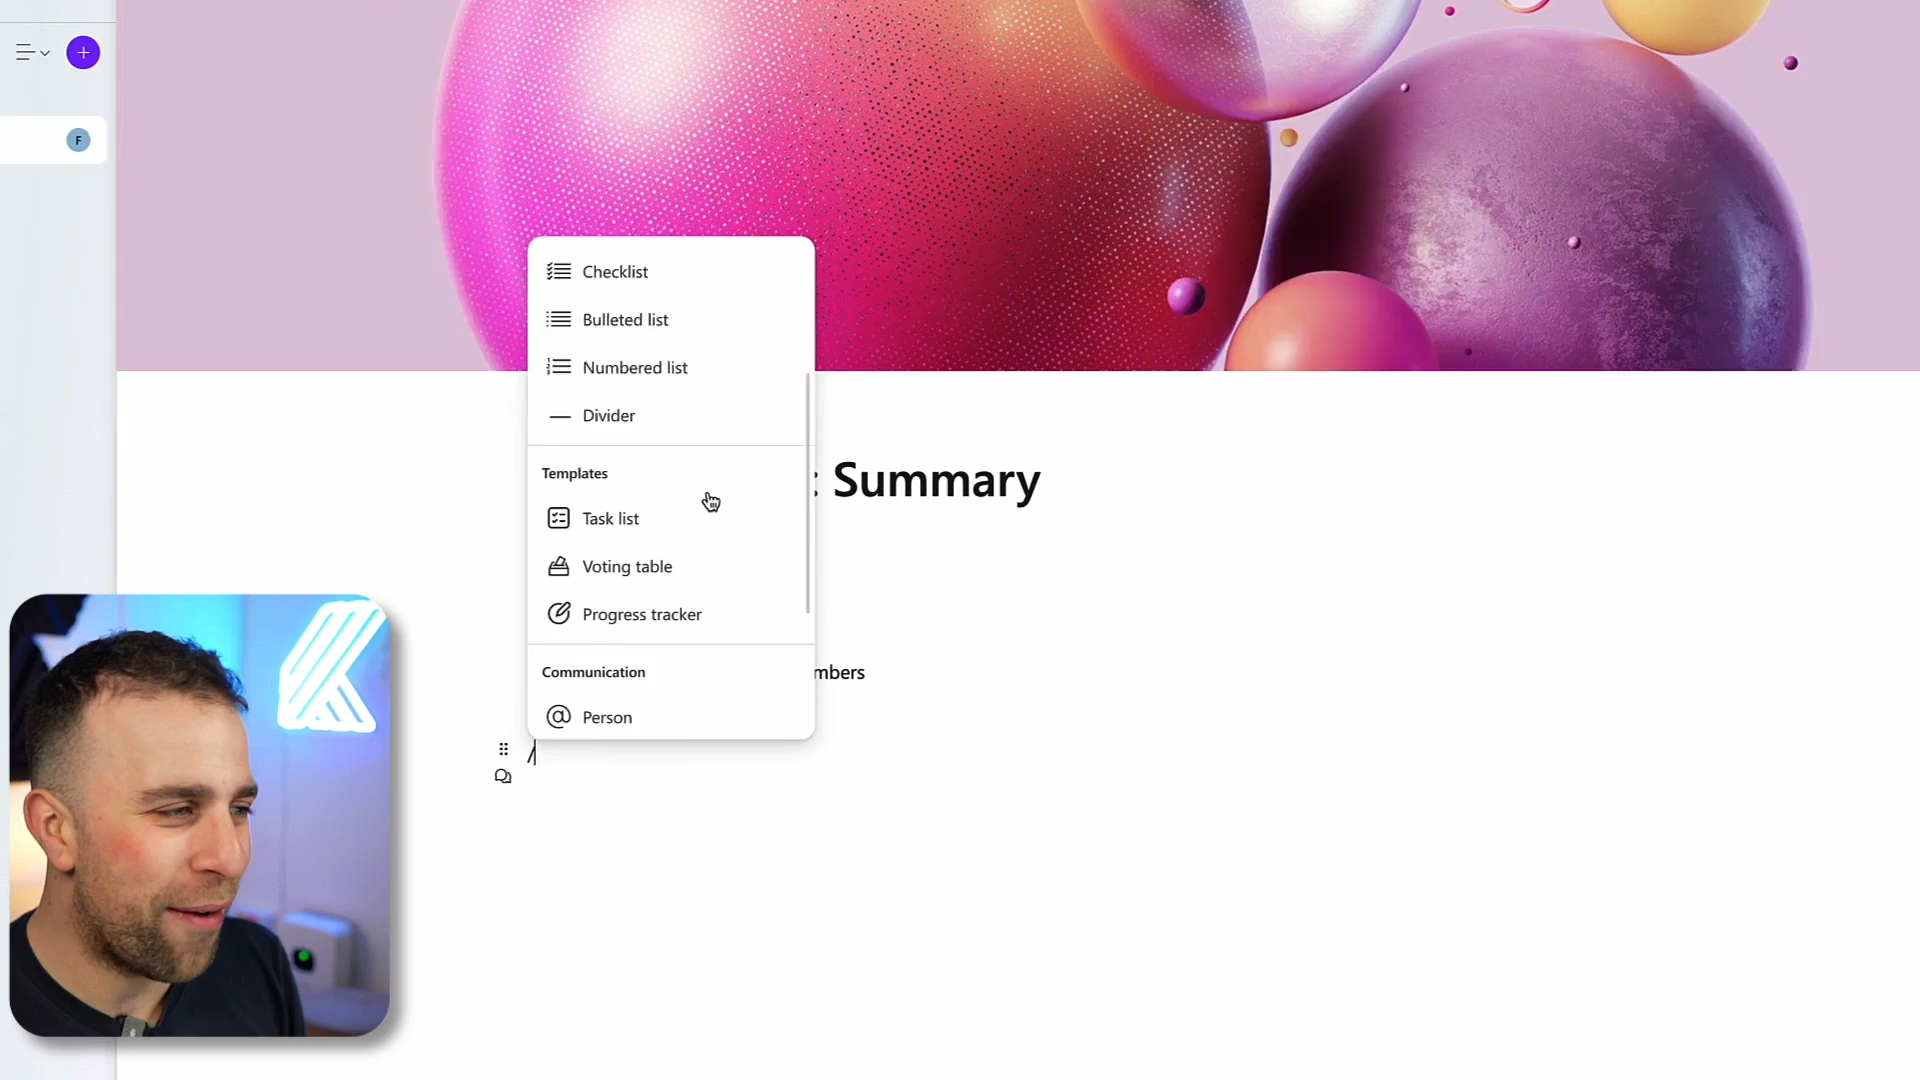 F
Checklist
Bulleted list
Numbered list
Divider
Templates
: Summary
Task list
Voting table
Progress tracker
Communication
mbers
@ Person
/